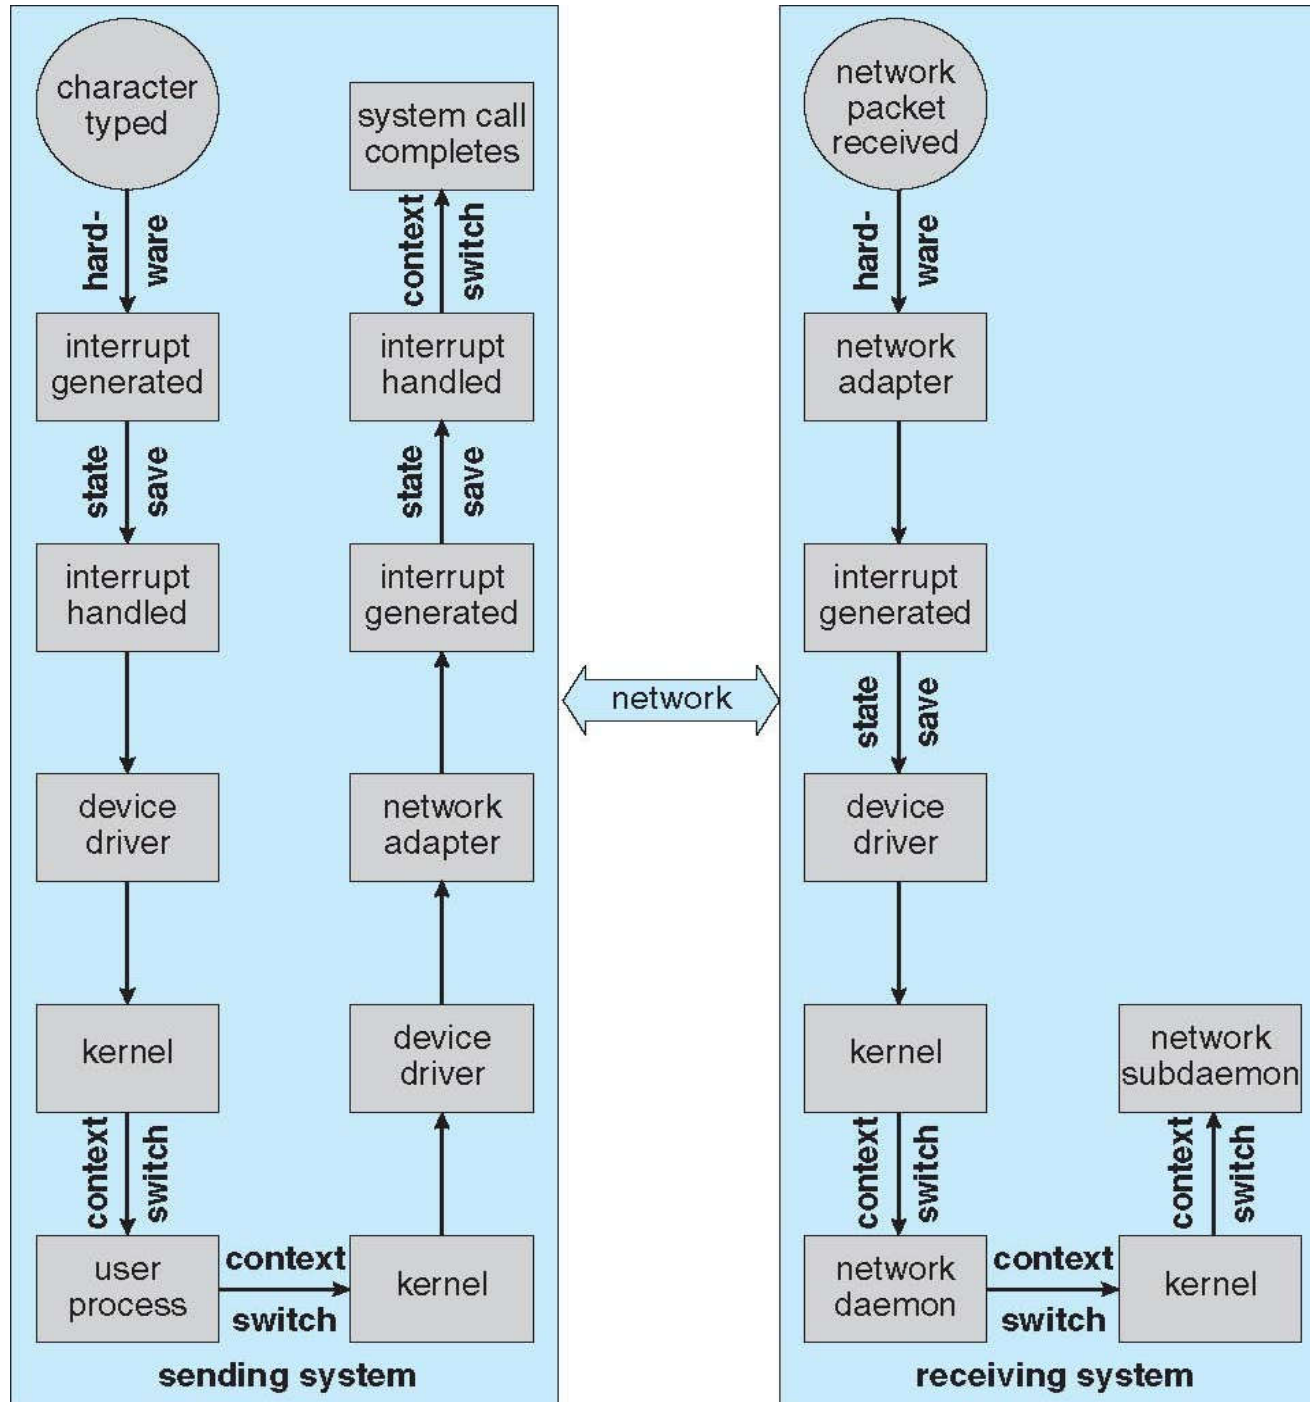 character
typed
hard-
ware
interrupt
generated
state
save
interrupt
handled
device
driver
kernel
context
switch
user
process
context
switch
kernel
device
driver
network
adapter
interrupt
generated
state
save
interrupt
handled
context
switch
system call
completes
sending system
network
network
packet
received
hard-
ware
network
adapter
interrupt
generated
state
save
device
driver
kernel
context
switch
network
daemon
context
switch
kernel
context
switch
network
subdaemon
receiving system